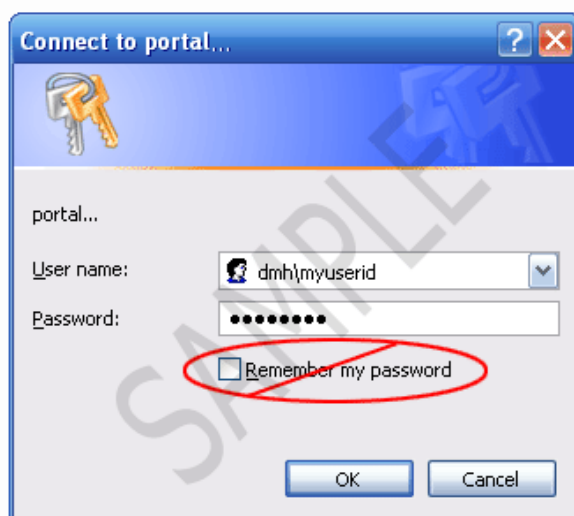 Connect to portal...
?
portal...
User name: dmh\myuserid
Password: ●●●●●●●●
Remember my password
OK Cancel
SAMPLE